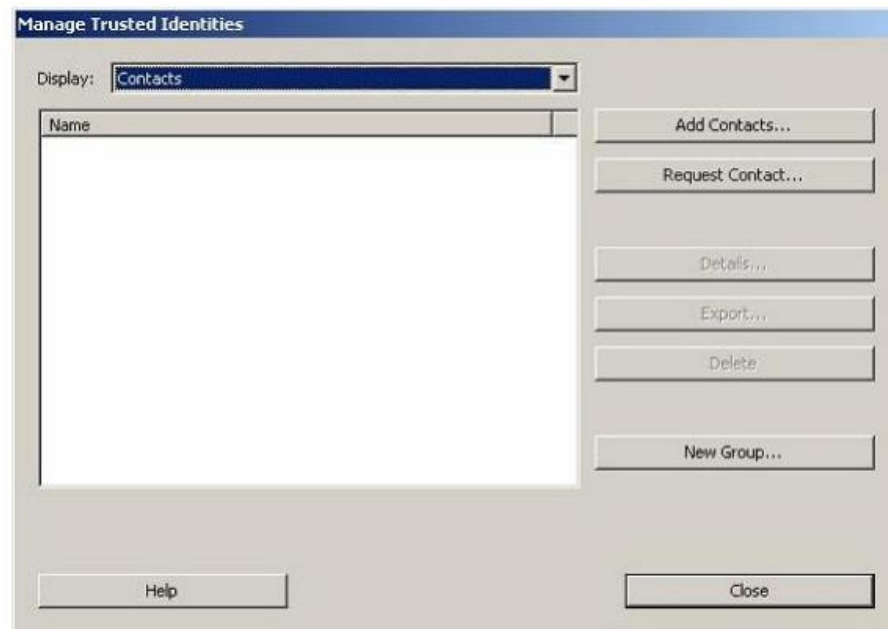 Manage Trusted Identities
Display: Contacts
Name
Add Contacts...
Request Contact...
Details...
Export...
Delete
New Group...
Help
Close